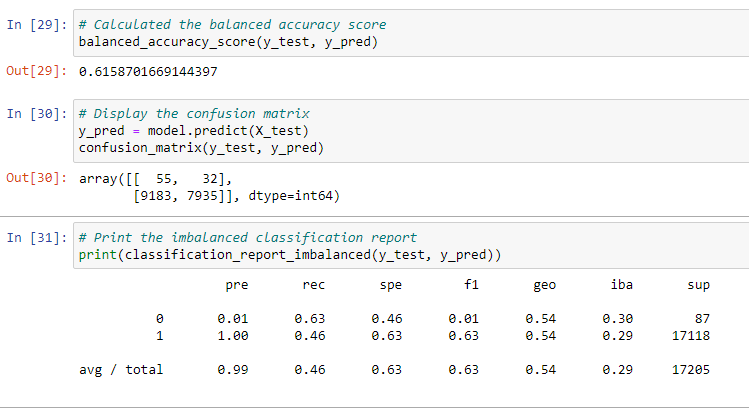 In [29]: # Calculated the balanced accuracy score
balanced_accuracy_score(y_test, y_pred)
Out[29]: 0.6158701669144397
In [30]: # Display the confusion matrix
y_pred = model.predict(X_test)
confusion_matrix(y_test, y_pred)
Out[30]: array([[  55,   32],
       [9183, 7935]], dtype=int64)
In [31]: # Print the imbalanced classification report
print(classification_report_imbalanced(y_test, y_pred))
pre rec spe f1 geo iba sup
0 0.01 0.63 0.46 0.01 0.54 0.30 87
1 1.00 0.46 0.63 0.63 0.54 0.29 17118
avg / total 0.99 0.46 0.63 0.63 0.54 0.29 17205